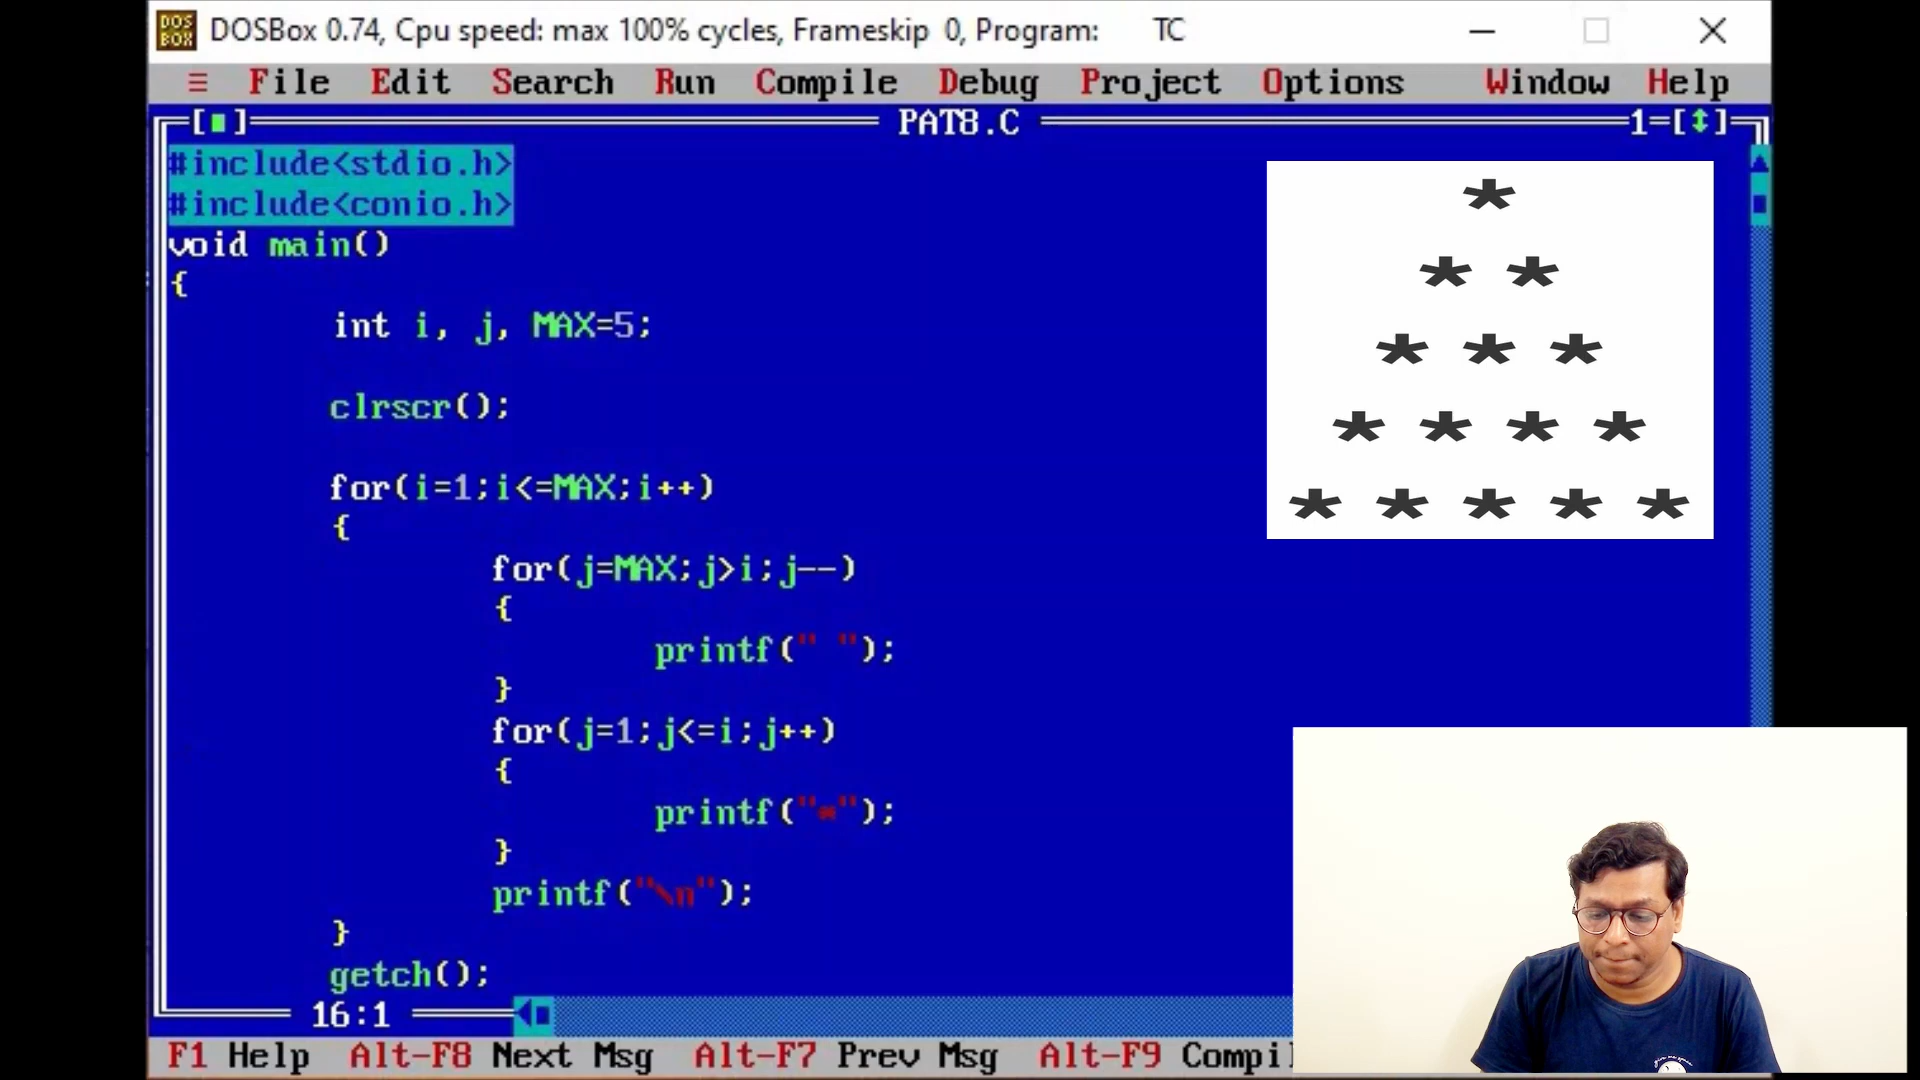 DOS
BOX
DOSBox 0.74, Cpu speed: max 100% cycles, Frameskip 0, Program: TC
≡ File Edit Search Run Compile Debug Project Options Window Help
[■] PAT8.C 1=[↕]
#include<stdio.h>
#include<conio.h>
void main()
{
int i, j, MAX=5;
clrscr();
for(i=1;i<=MAX;i++)
{
for(j=MAX;j>i;j--)
{
printf(" ");
}
for(j=1;j<=i;j++)
{
printf("*");
}
printf("\n");
}
getch();
16:1
F1 Help Alt-F8 Next Msg Alt-F7 Prev Msg Alt-F9 Compil
*
* *
* * *
* * * *
* * * * *